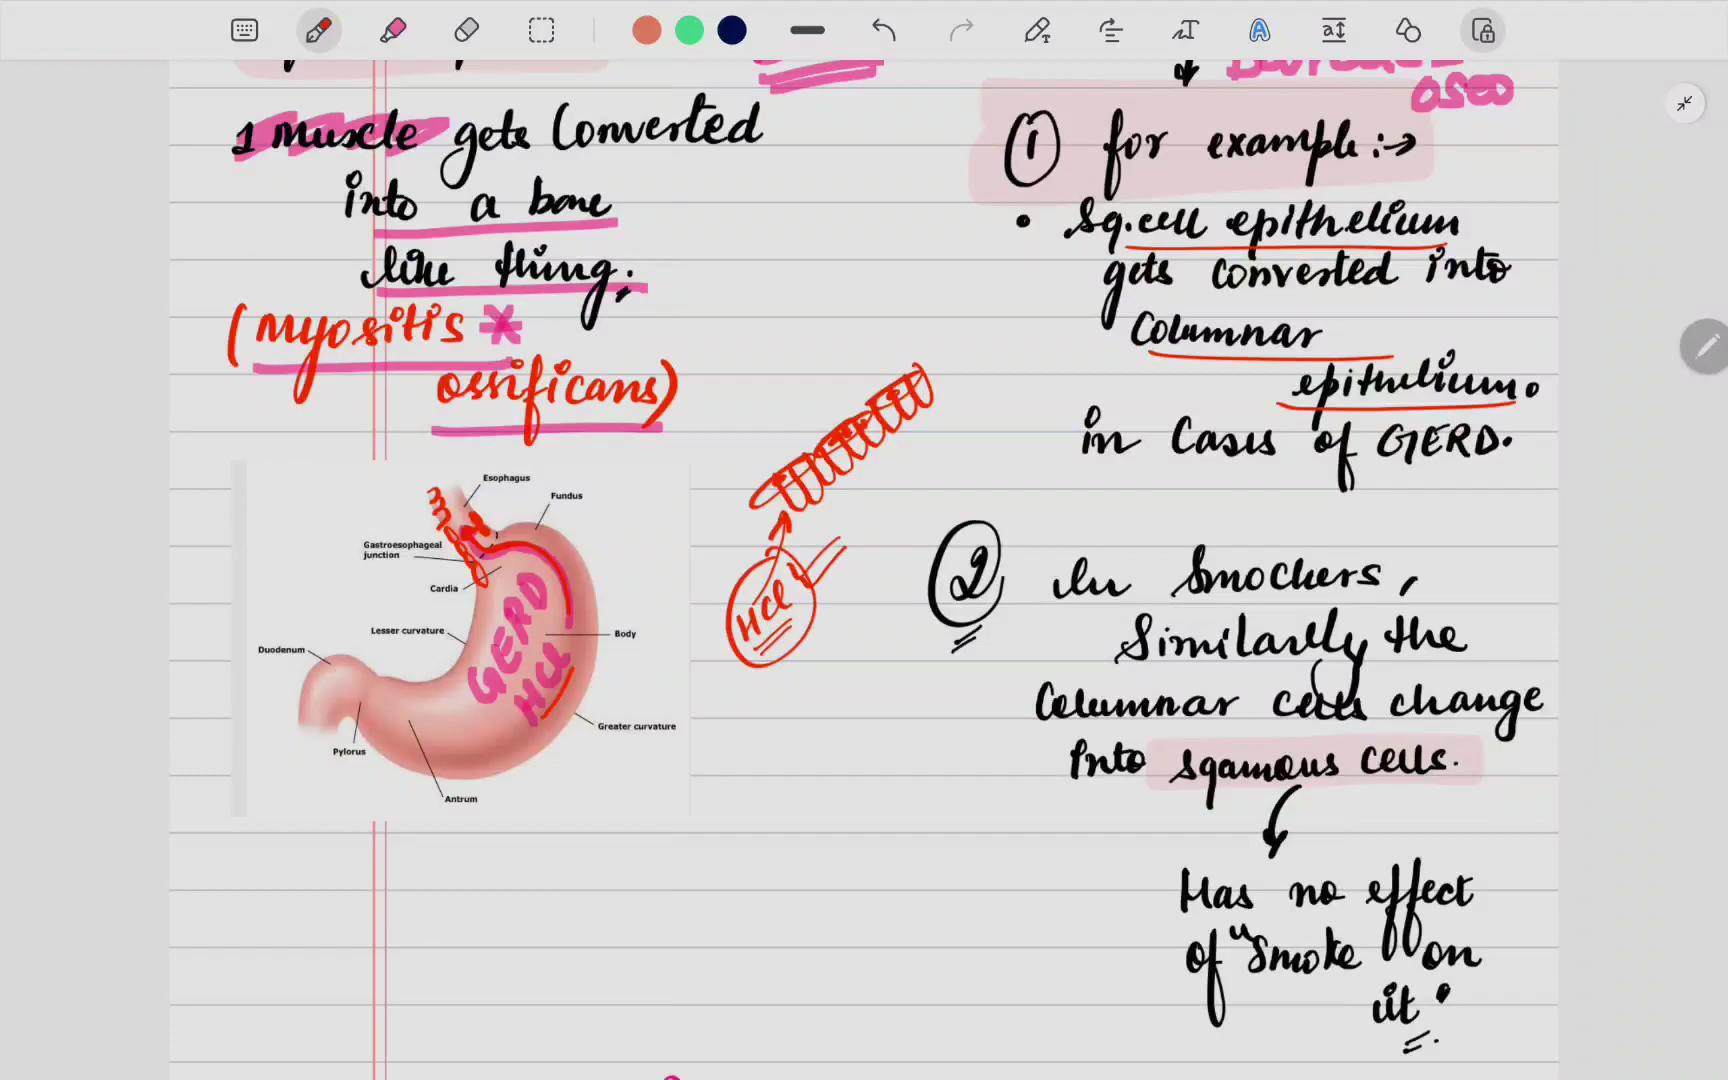 1 muscle gets Converted
into a bone
like thing;
(myositis *
ossificans)
Esophagus
Fundus
Gastroesophageal
junction
Cardia
Lesser curvature
Duodenum
Body
Greater curvature
Pylorus
Antrum
GERD
HCl
HCl
① for example:→
• Sq.cell epithelium
gets converted into
Columnar
epithelium.
in Cases of GERD.
② In Smockers,
Similarly the
Columnar cells change
Into sqamous cells.
Has no effect
of "Smoke on
it.